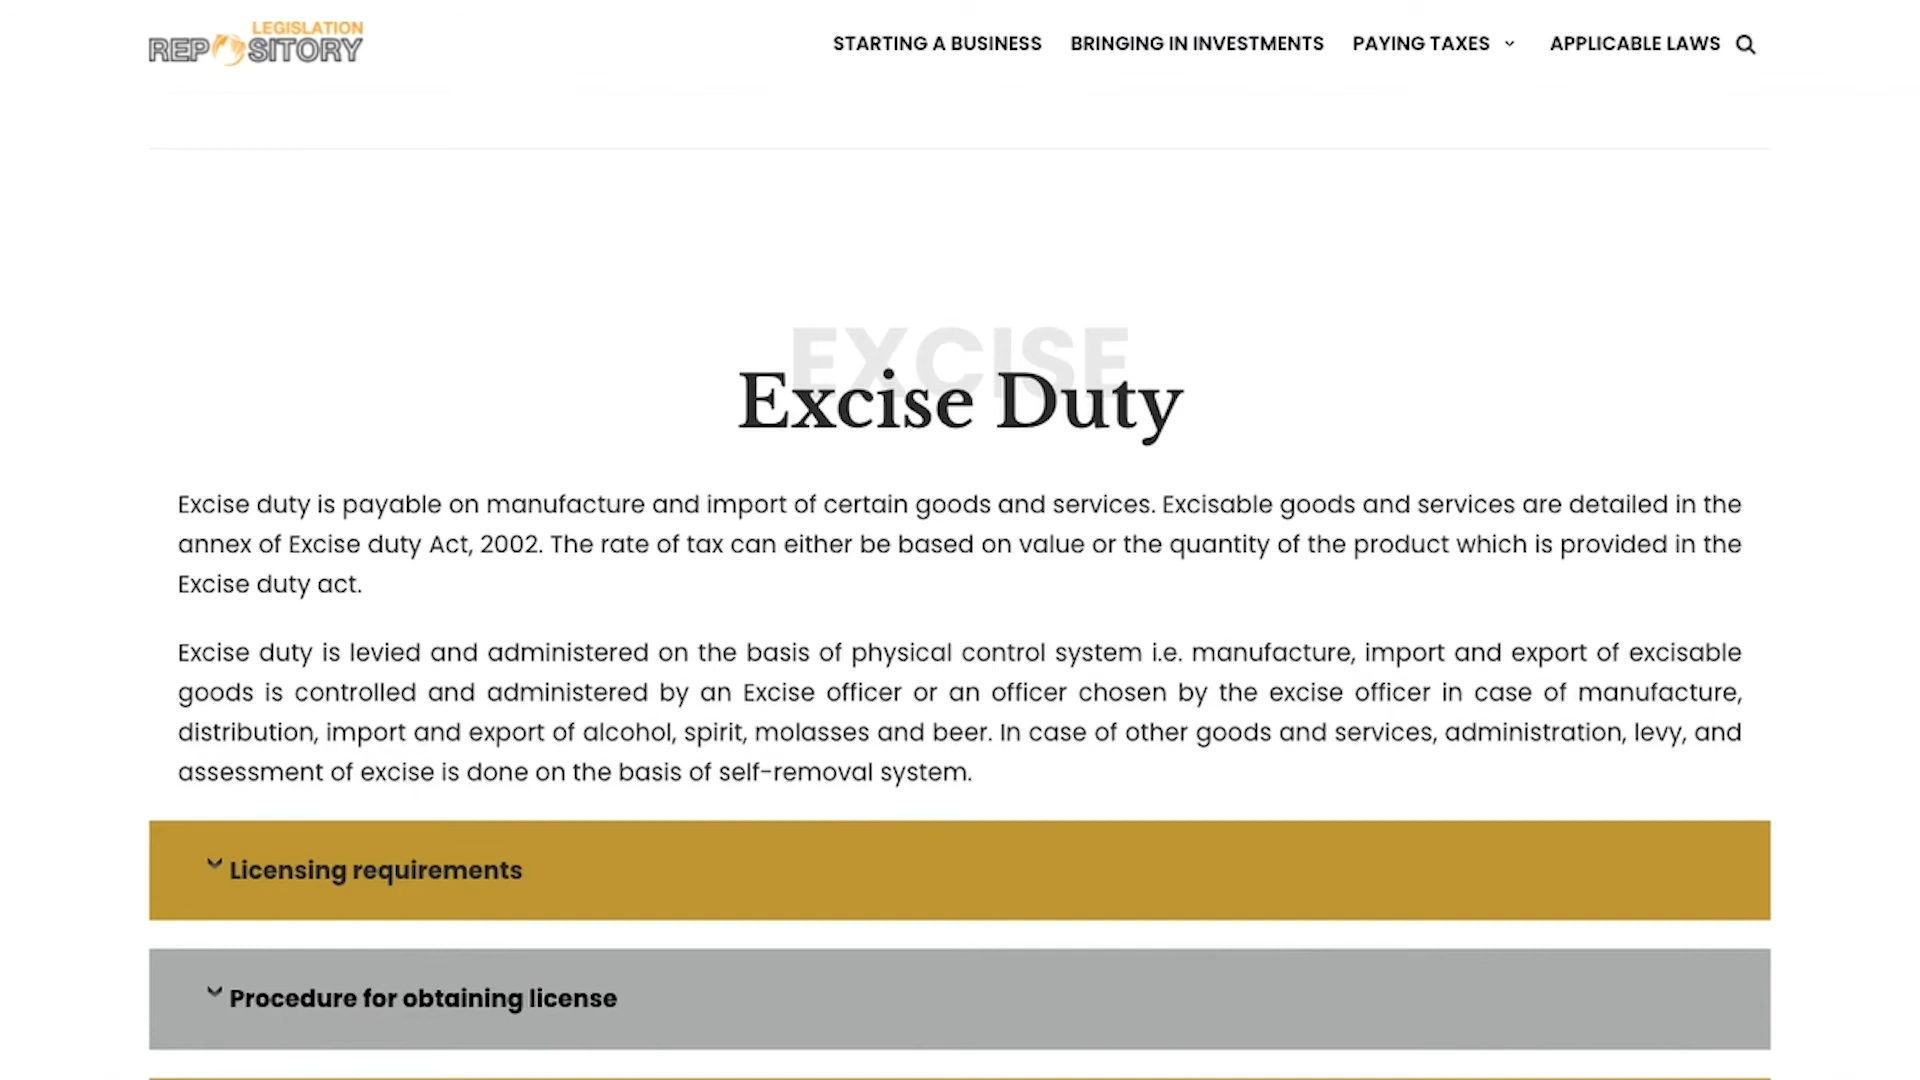 LEGISLATION
REPOSITORY
STARTING A BUSINESS BRINGING IN INVESTMENTS PAYING TAXES APPLICABLE LAWS
EXCISE
Excise Duty
Excise duty is payable on manufacture and import of certain goods and services. Excisable goods and services are detailed in the
annex of Excise duty Act, 2002. The rate of tax can either be based on value or the quantity of the product which is provided in the
Excise duty act.
Excise duty is levied and administered on the basis of physical control system i.e. manufacture, import and export of excisable
goods is controlled and administered by an Excise officer or an officer chosen by the excise officer in case of manufacture,
distribution, import and export of alcohol, spirit, molasses and beer. In case of other goods and services, administration, levy, and
assessment of excise is done on the basis of self-removal system.
Licensing requirements
Procedure for obtaining license